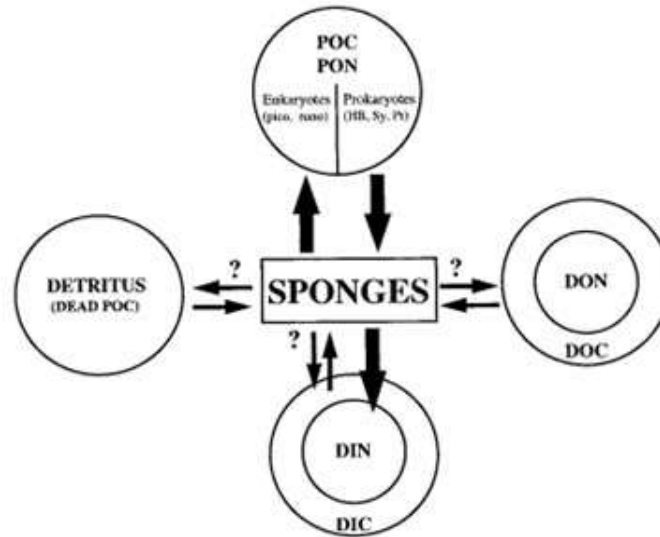 POC
PON
Eukaryotes
(pico, nano)
Prokaryotes
(HB, Sy, Pt)
?
?
DETRITUS
(DEAD POC)
SPONGES
DON
DOC
?
DIN
DIC